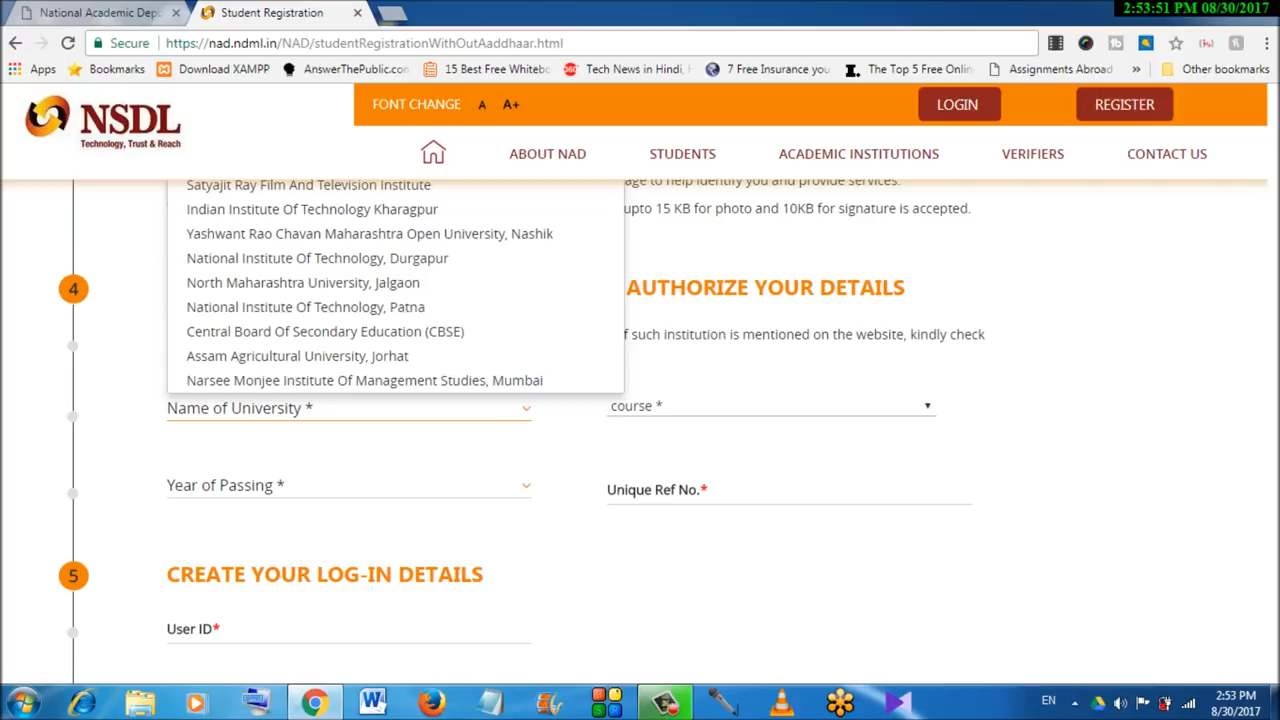 2:53:51 PM 08/30/2017
National Academic Dep
Student Registration
Secure
https://nad.ndml.in/NAD/studentRegistrationWithOutAaddhaar.html
Apps
Bookmarks
Download XAMPP
AnswerThePublic.co
15 Best Free Whitebo
Tech News in Hindi,
7 Free Insurance you
The Top 5 Free Onli
Assignments Abroad
»
Other bookmarks
NSDL
Technology, Trust & Reach
FONT CHANGE A A+
LOGIN
REGISTER
ABOUT NAD
STUDENTS
ACADEMIC INSTITUTIONS
VERIFIERS
CONTACT US
Satyajit Ray Film And Television Institute
age to help identify you and provide services.
Indian Institute Of Technology Kharagpur
upto 15 KB for photo and 10KB for signature is accepted.
Yashwant Rao Chavan Maharashtra Open University, Nashik
National Institute Of Technology, Durgapur
North Maharashtra University, Jalgaon
4
AUTHORIZE YOUR DETAILS
National Institute Of Technology, Patna
Central Board Of Secondary Education (CBSE)
f such institution is mentioned on the website, kindly check
Assam Agricultural University, Jorhat
Narsee Monjee Institute Of Management Studies, Mumbai
Name of University *
course *
Year of Passing *
Unique Ref No.*
5
CREATE YOUR LOG-IN DETAILS
User ID*
EN
2:53 PM
8/30/2017